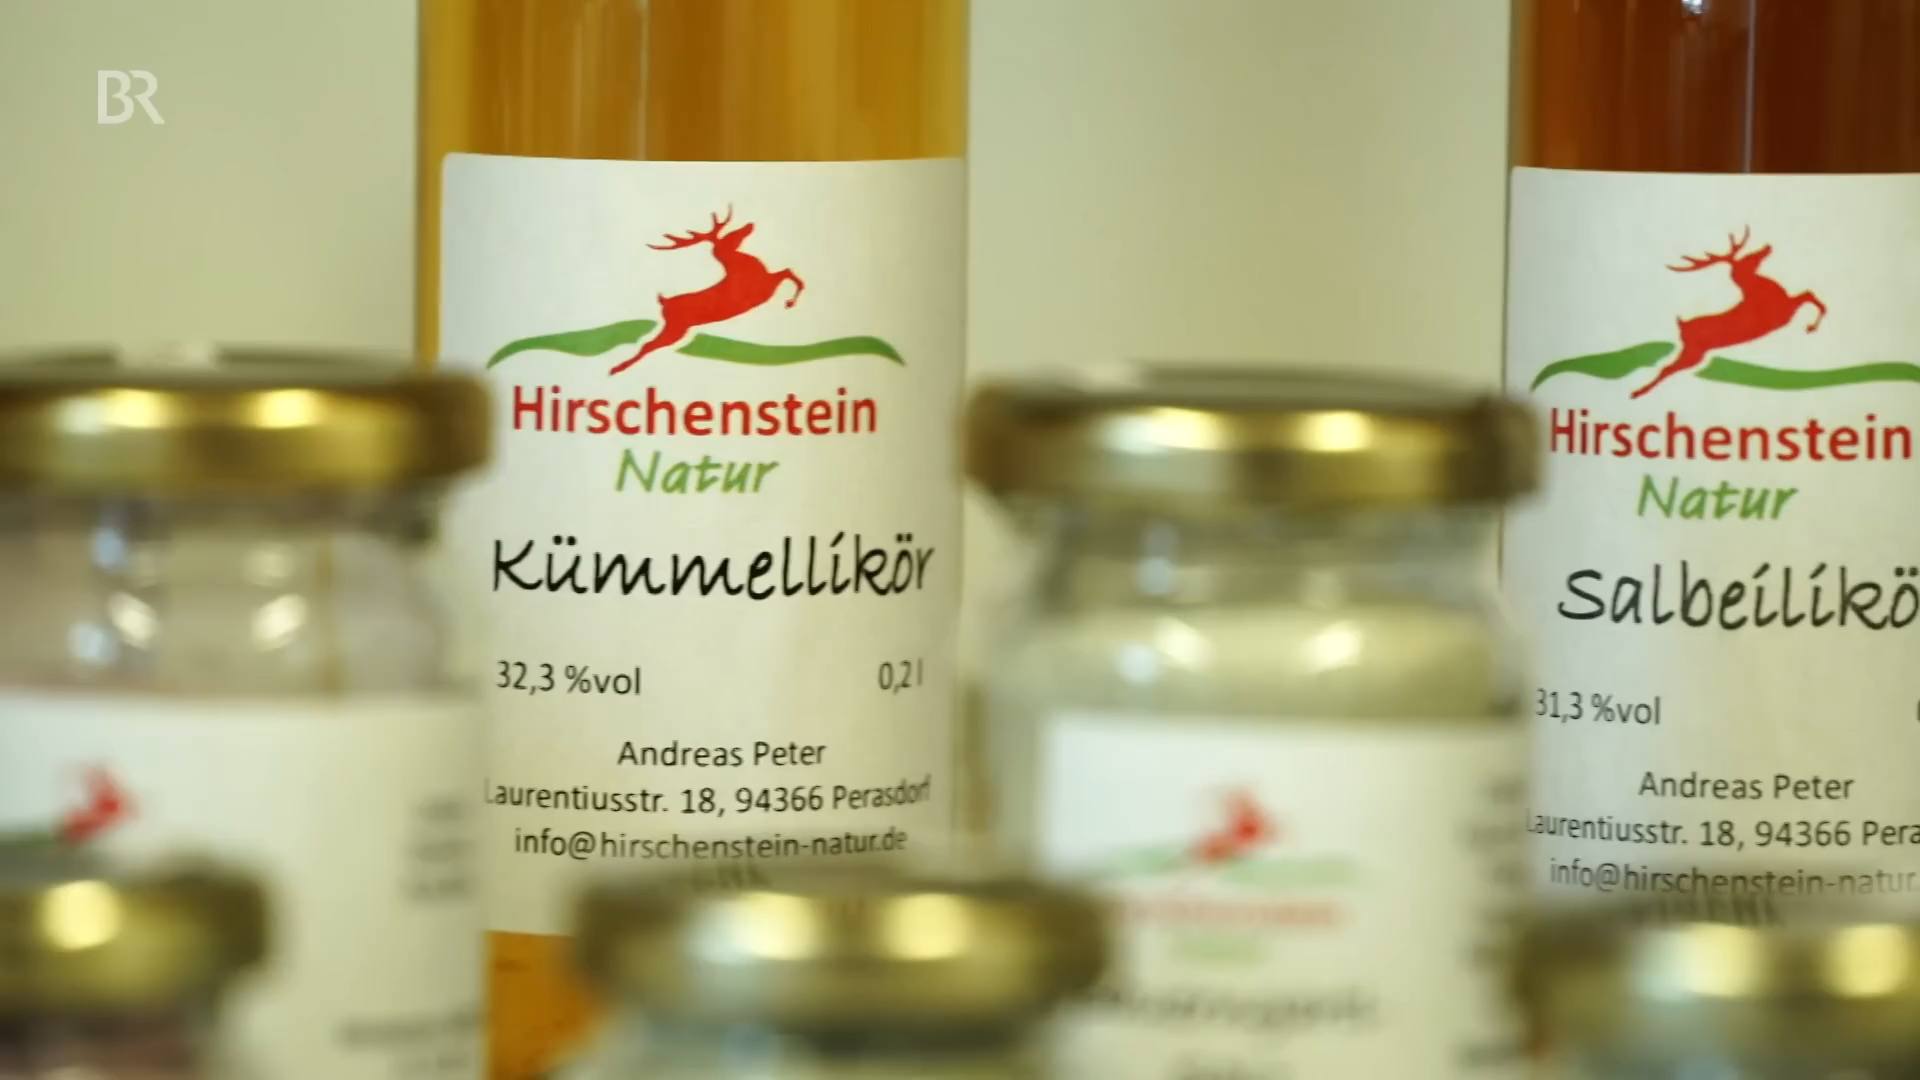 BR
Hirschenstein
Natur
Kümmellikör
32,3 %vol 0,2 l
Andreas Peter
Laurentiusstr. 18, 94366 Perasdorf
info@hirschenstein-natur.de
Hirschenstein
Natur
Salbeilikö
31,3 %vol
Andreas Peter
Laurentiusstr. 18, 94366 Pera
info@hirschenstein-natur.